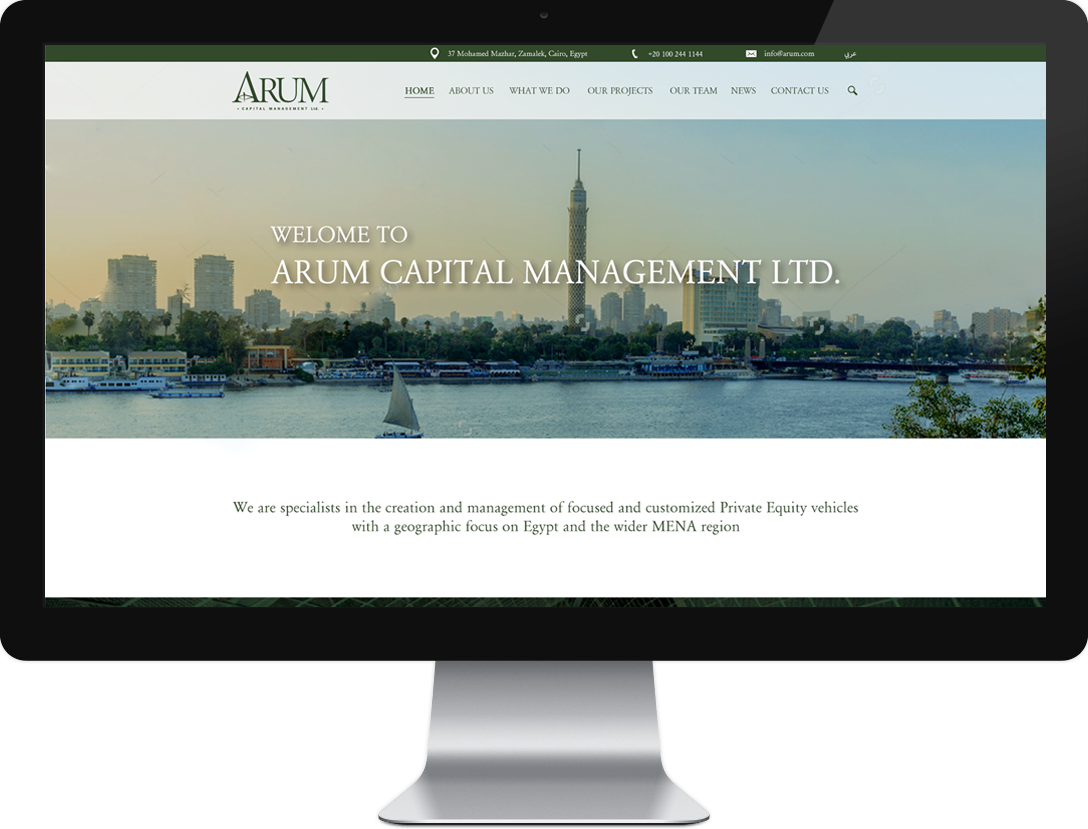 37 Mohamed Mazhar, Zamalek, Cairo, Egypt
+20 100 244 1144
info@arum.com
عربي
ARUM
• CAPITAL MANAGEMENT Ltd. •
HOME
ABOUT US
WHAT WE DO
OUR PROJECTS
OUR TEAM
NEWS
CONTACT US
WELOME TO
ARUM CAPITAL MANAGEMENT LTD.
We are specialists in the creation and management of focused and customized Private Equity vehicles
with a geographic focus on Egypt and the wider MENA region